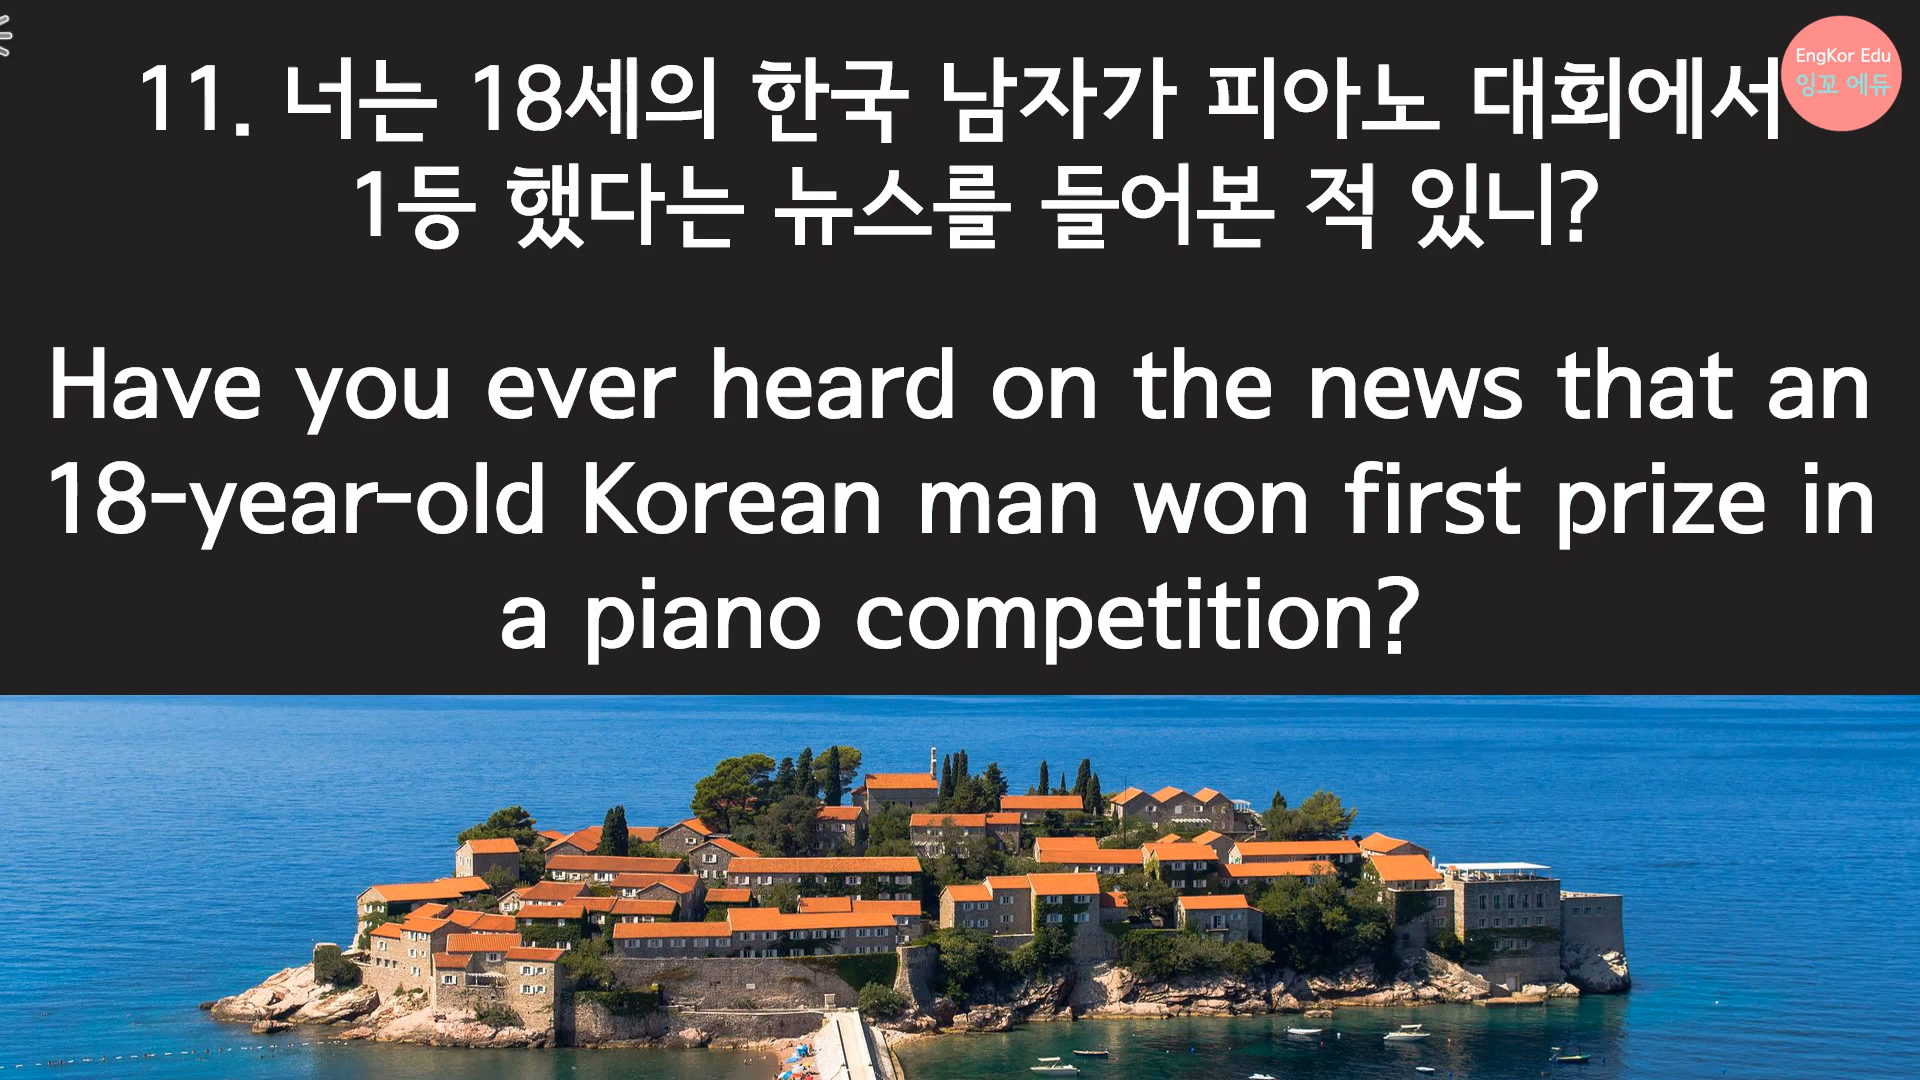 EngKor Edu
잉꼬 에듀
11. 너는 18세의 한국 남자가 피아노 대회에서
1등 했다는 뉴스를 들어본 적 있니?
Have you ever heard on the news that an
18-year-old Korean man won first prize in
a piano competition?